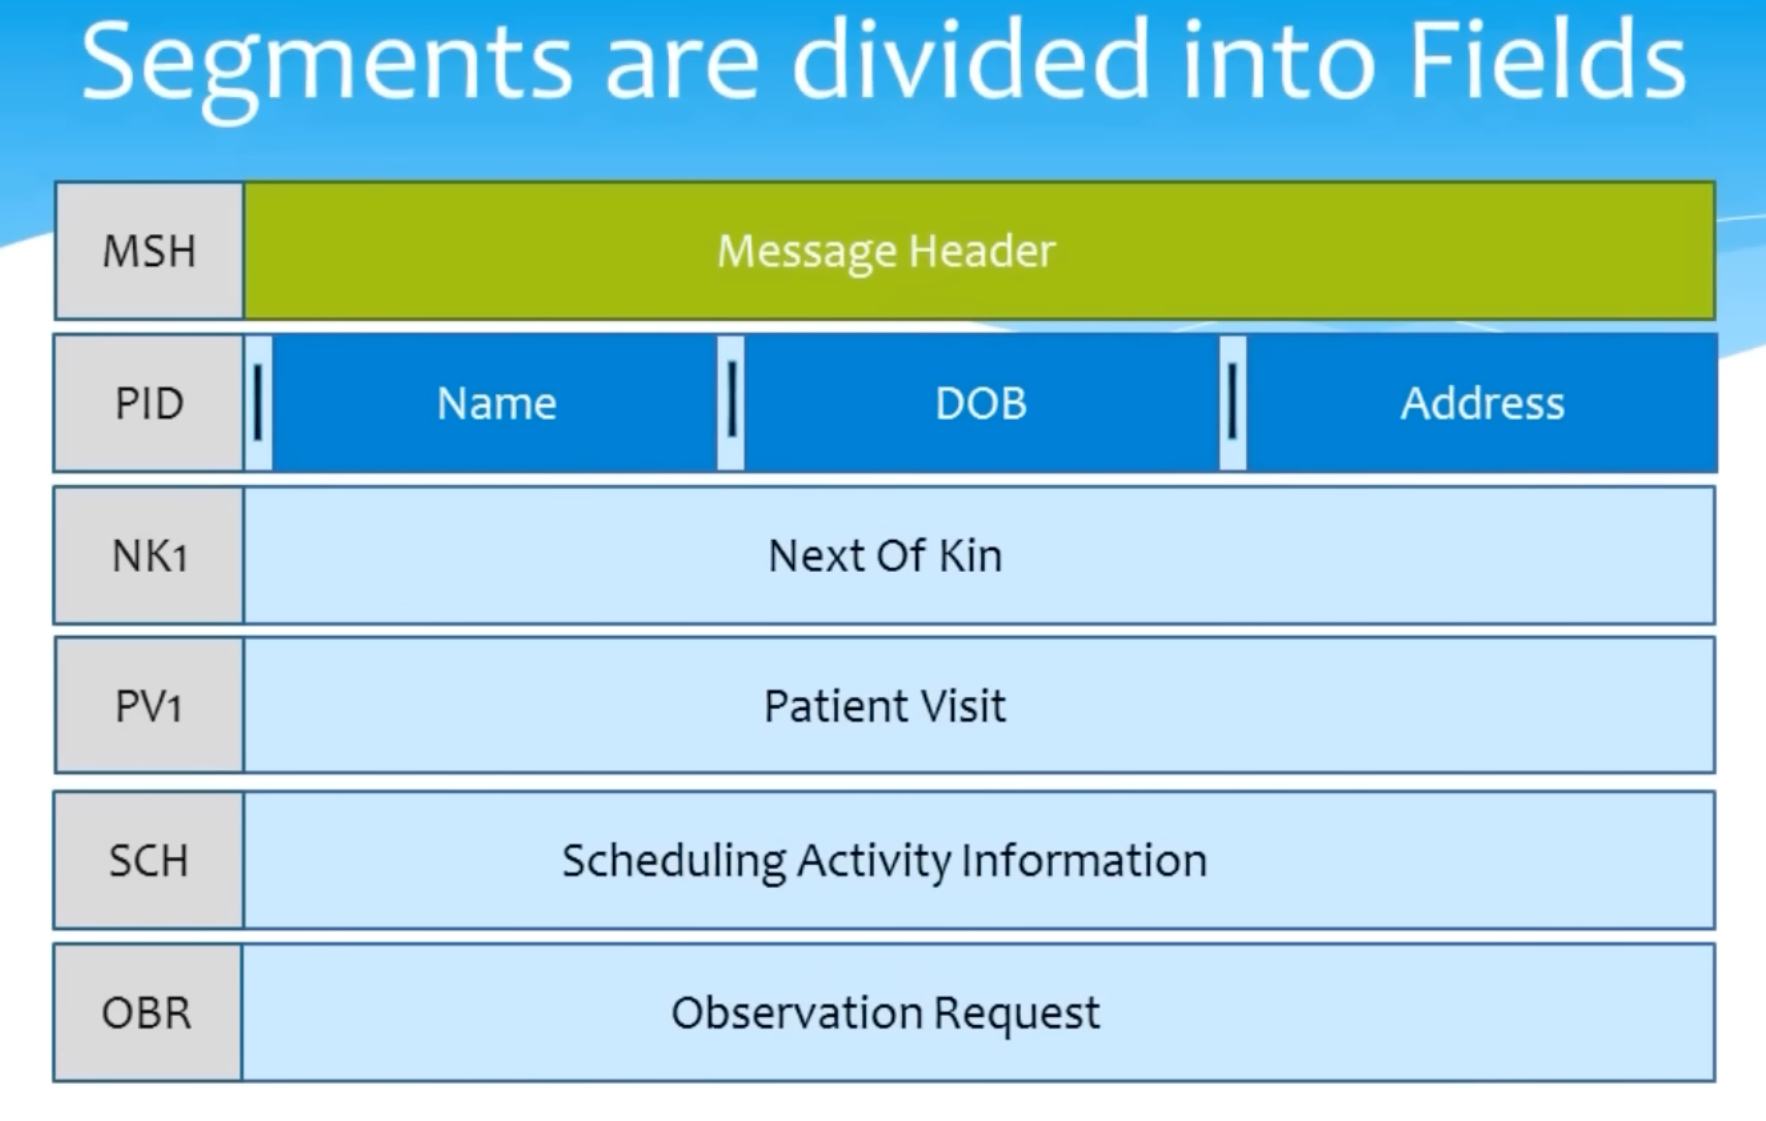 Segments are divided into Fields
MSH Message Header
PID | Name | DOB | Address
NK1 Next Of Kin
PV1 Patient Visit
SCH Scheduling Activity Information
OBR Observation Request